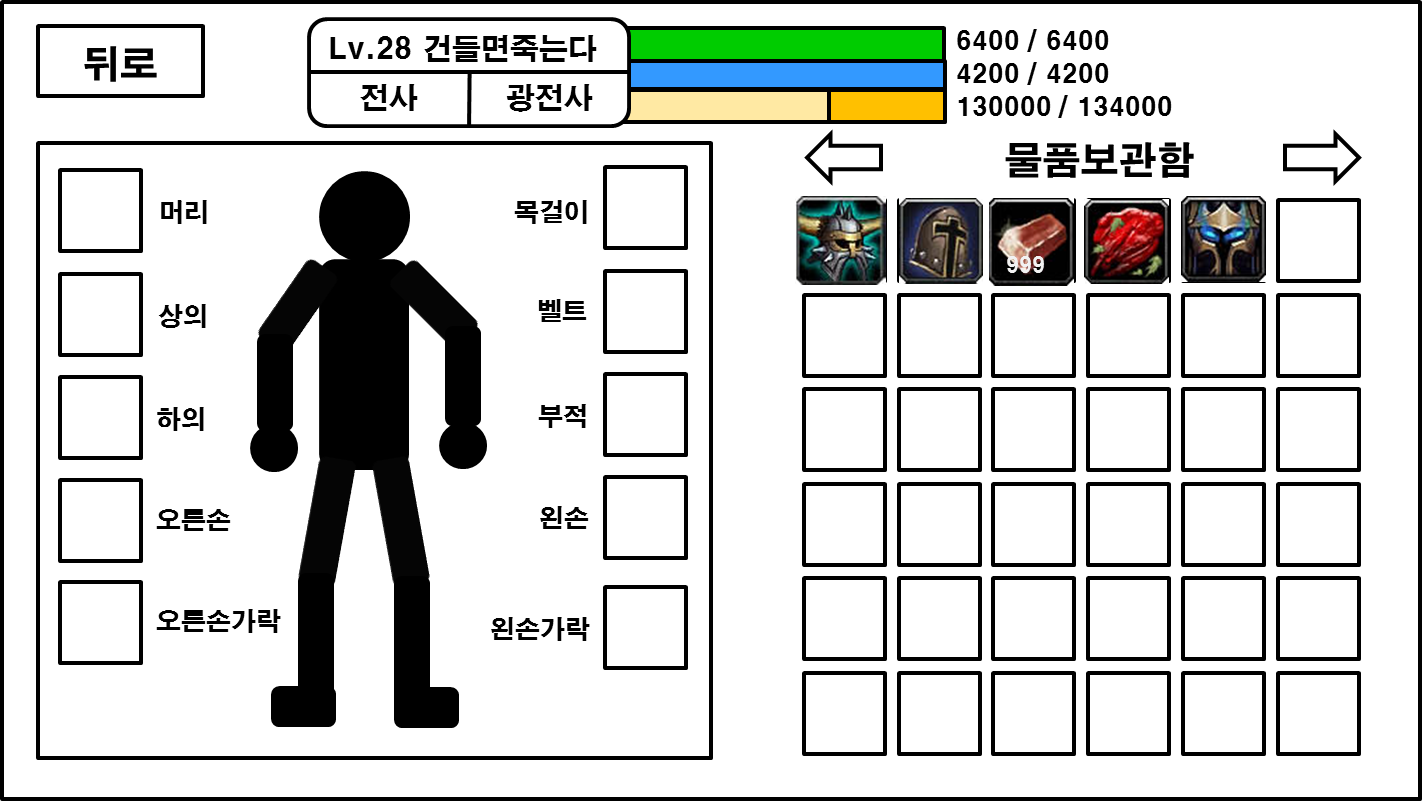 뒤로
Lv.28 건들면죽는다
전사
광전사
6400 / 6400
4200 / 4200
130000 / 134000
물품보관함
머리
상의
하의
오른손
오른손가락
목걸이
벨트
부적
왼손
왼손가락
999